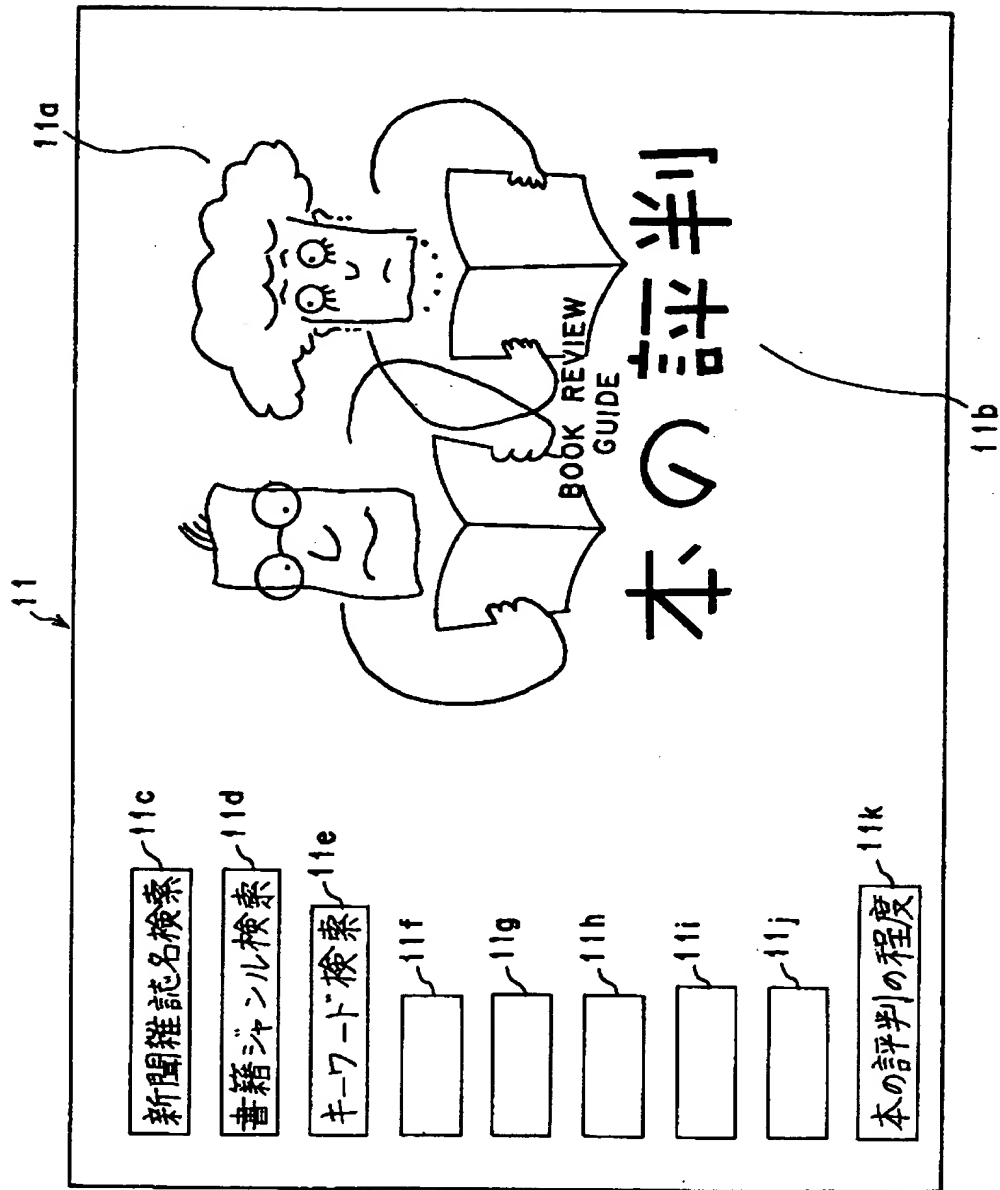 11
11c
新聞雑誌名検索
11d
書籍ジャンル検索
11e
キーワード検索
11f
11g
11h
11i
11j
11k
本の評判の程度
11a
BOOK REVIEW
GUIDE
本の評判
11b